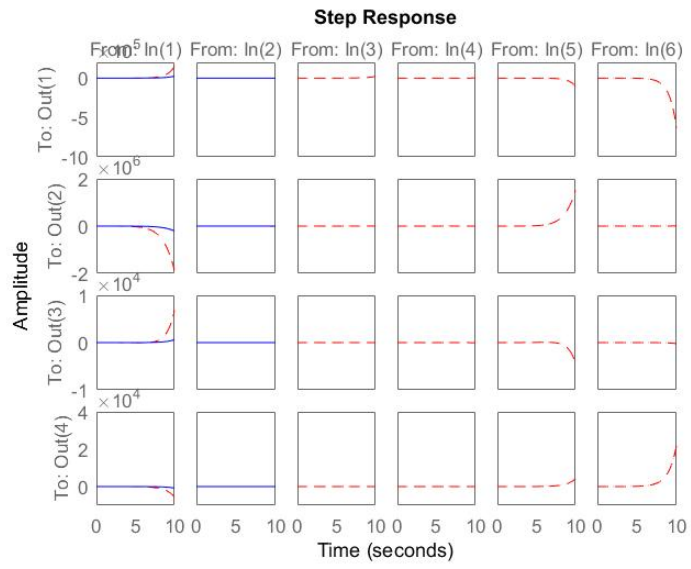 Step Response
From: In(1) From: In(2) From: In(3) From: In(4) From: In(5) From: In(6)
×10^5
To: Out(1)
0
-5
-10
×10^6
To: Out(2)
2
0
-2
×10^4
To: Out(3)
1
0
-1
×10^4
To: Out(4)
4
2
0
Amplitude
0 5 10 0 5 10 0 5 10 0 5 10 0 5 10 0 5 10
Time (seconds)